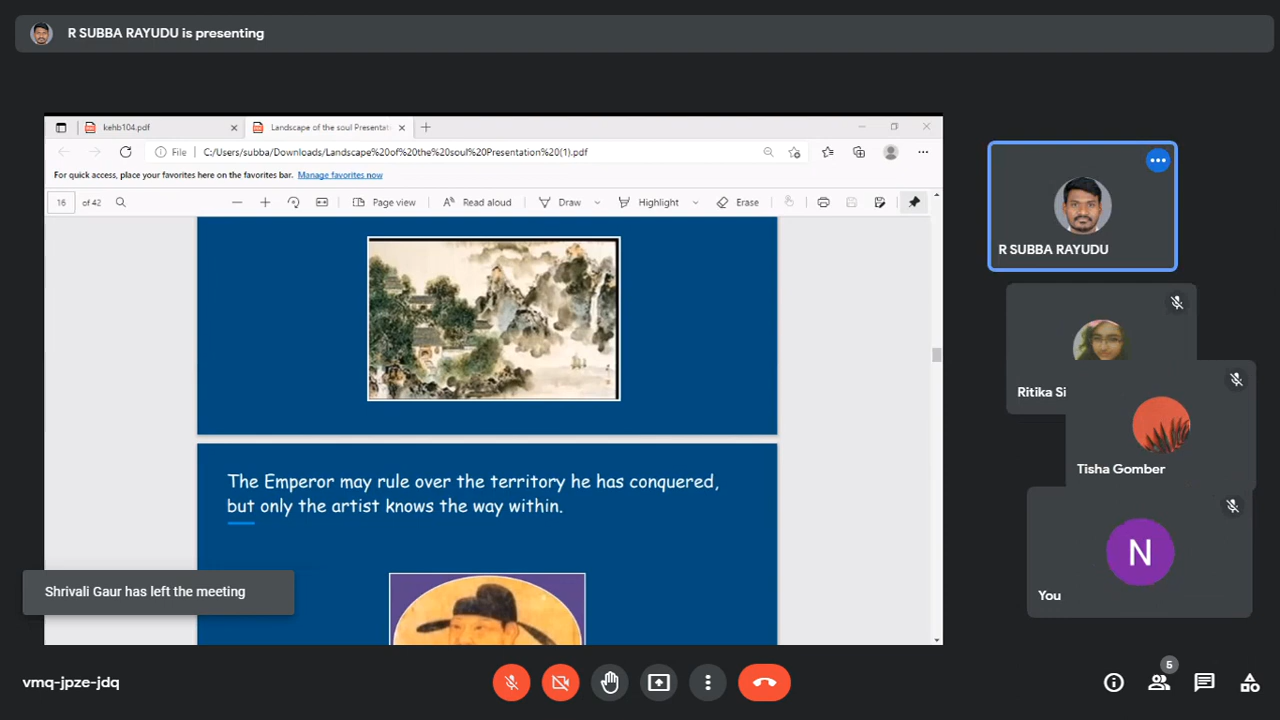 R SUBBA RAYUDU is presenting
kehb104.pdf
Landscape of the soul Presentat
File
C:/Users/subba/Downloads/Landscape%20of%20the%20soul%20Presentation%20(1).pdf
For quick access, place your favorites here on the favorites bar. Manage favorites now
16 of 42
Page view
Read aloud
Draw
Highlight
Erase
The Emperor may rule over the territory he has conquered,
but only the artist knows the way within.
R SUBBA RAYUDU
Ritika Si
Tisha Gomber
N
You
Shrivali Gaur has left the meeting
vmq-jpze-jdq